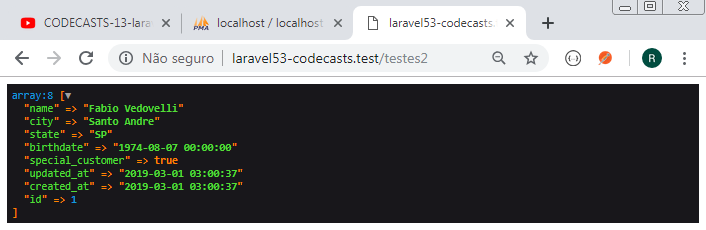 CODECASTS-13-lara
PMA
localhost / localhost
laravel53-codecasts.
Não seguro | laravel53-codecasts.test/testes2
R
array:8 [▼
"name" => "Fabio Vedovelli"
"city" => "Santo Andre"
"state" => "SP"
"birthdate" => "1974-08-07 00:00:00"
"special_customer" => true
"updated_at" => "2019-03-01 03:00:37"
"created_at" => "2019-03-01 03:00:37"
"id" => 1
]